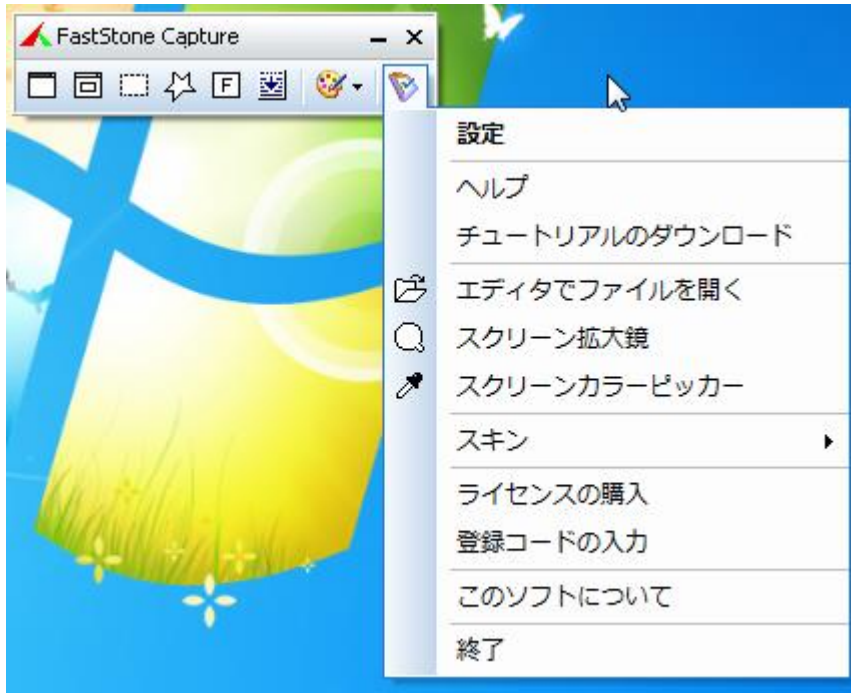 FastStone Capture
F
設定
ヘルプ
チュートリアルのダウンロード
エディタでファイルを開く
スクリーン拡大鏡
スクリーンカラーピッカー
スキン
ライセンスの購入
登録コードの入力
このソフトについて
終了